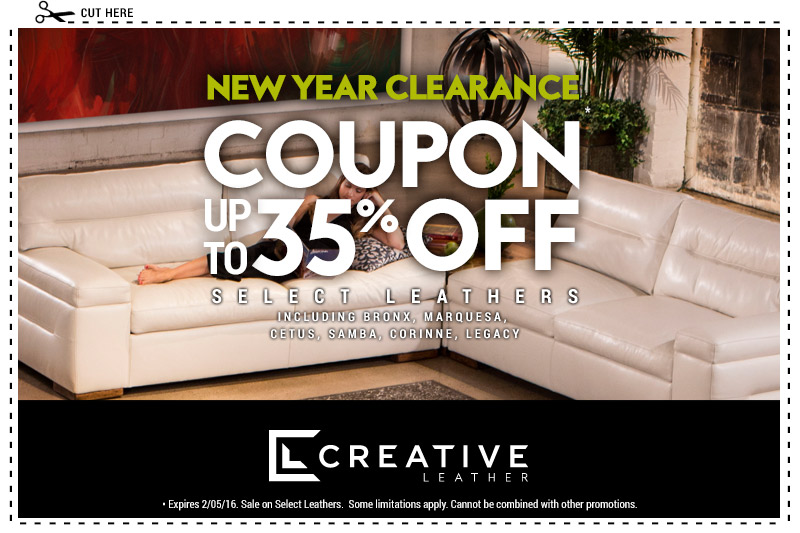 CUT HERE
NEW YEAR CLEARANCE
COUPON*
UP TO 35% OFF
SELECT LEATHERS
INCLUDING BRONX, MARQUESA,
CETUS, SAMBA, CORINNE, LEGACY
CREATIVE
LEATHER
• Expires 2/05/16. Sale on Select Leathers. Some limitations apply. Cannot be combined with other promotions.